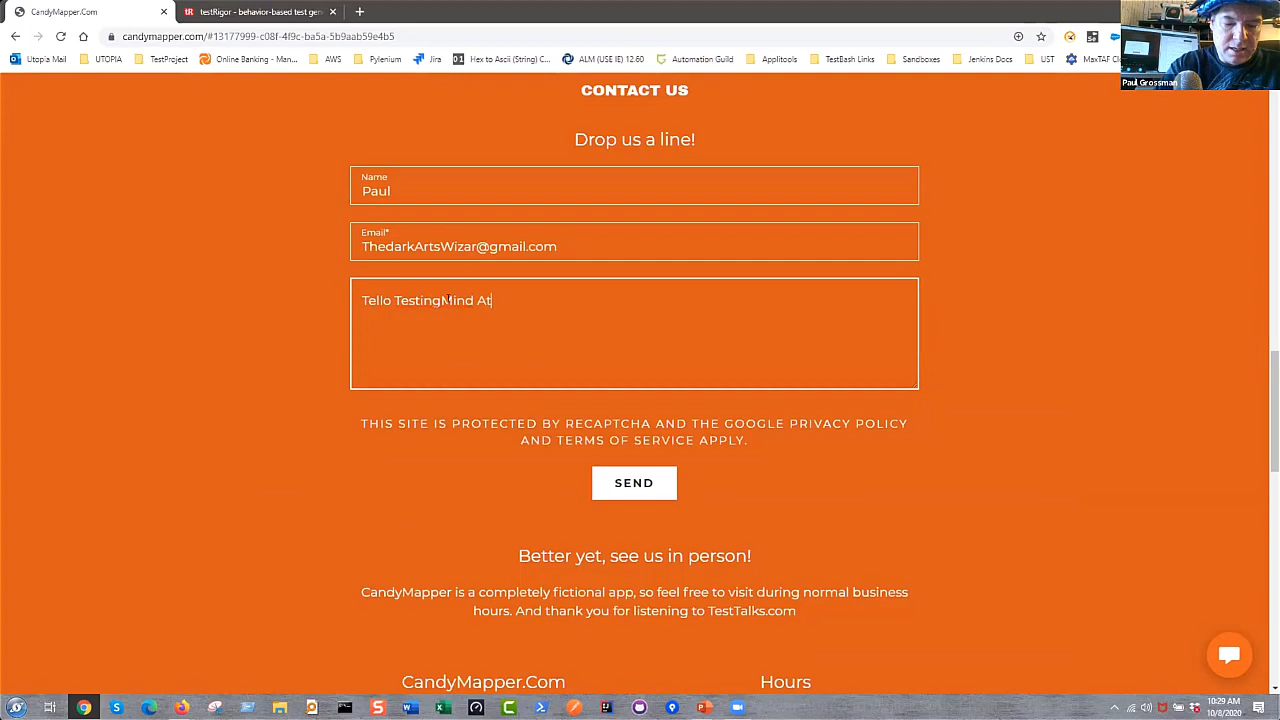 CandyMapper.Com
testRigor - behavior-based test gen
candymapper.com/#13177999-c08f-4f9c-ba5a-5b9aab59e4b5
Utopia Mail
UTOPIA
TestProject
Online Banking - Man...
AWS
Pylenium
Jira
Hex to Ascii (String) C...
ALM (USE IE) 12.60
Automation Guild
Applitools
TestBash Links
Sandboxes
Jenkins Docs
UST
MaxTAF Cl
Paul Grossman
CONTACT US
Drop us a line!
Name
Paul
Email*
ThedarkArtsWizar@gmail.com
Tello TestingMind At
THIS SITE IS PROTECTED BY RECAPTCHA AND THE GOOGLE PRIVACY POLICY
AND TERMS OF SERVICE APPLY.
SEND
Better yet, see us in person!
CandyMapper is a completely fictional app, so feel free to visit during normal business
hours. And thank you for listening to TestTalks.com
CandyMapper.Com
Hours
10:29 AM
10/8/2020